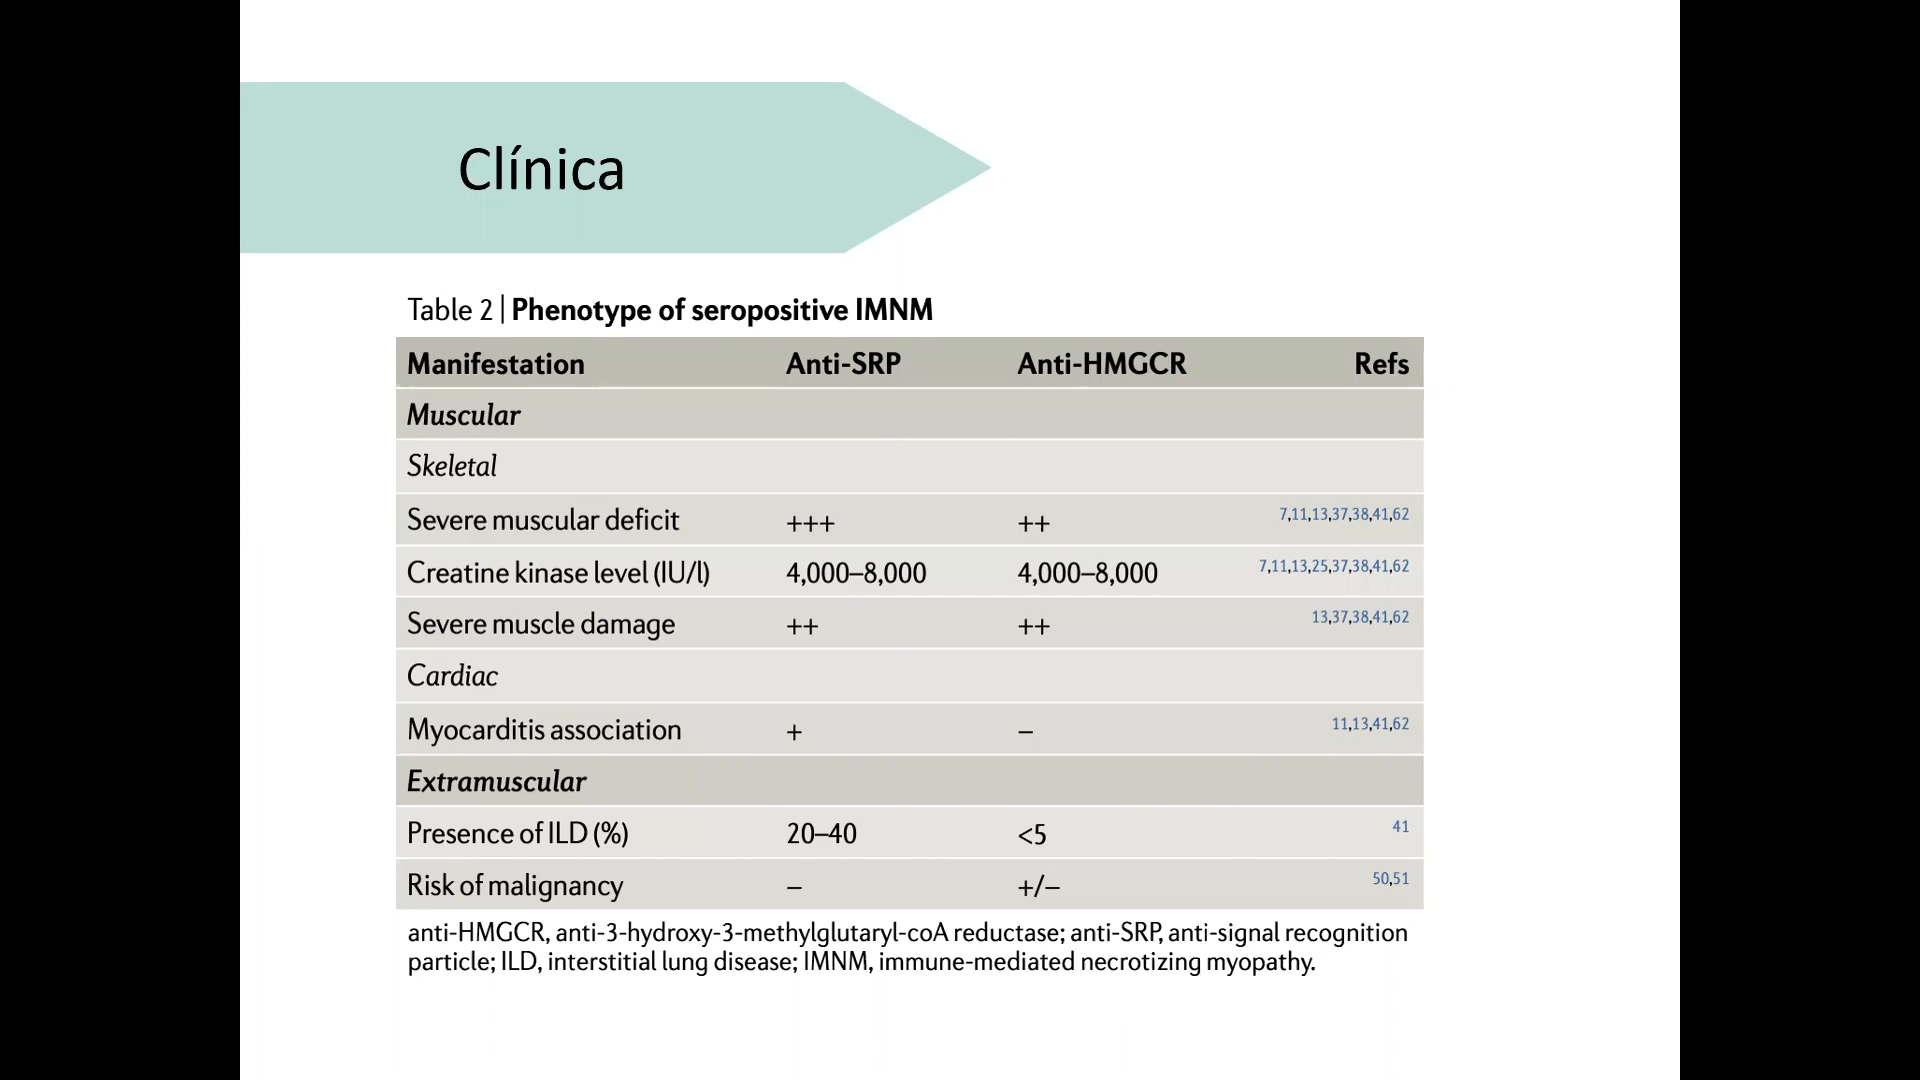 Clínica
Table 2 | Phenotype of seropositive IMNM
Manifestation Anti-SRP Anti-HMGCR Refs
Muscular
Skeletal
Severe muscular deficit +++ ++ 7,11,13,37,38,41,62
Creatine kinase level (IU/l) 4,000–8,000 4,000–8,000 7,11,13,25,37,38,41,62
Severe muscle damage ++ ++ 13,37,38,41,62
Cardiac
Myocarditis association + – 11,13,41,62
Extramuscular
Presence of ILD (%) 20–40 <5 41
Risk of malignancy – +/– 50,51
anti-HMGCR, anti-3-hydroxy-3-methylglutaryl-coA reductase; anti-SRP, anti-signal recognition
particle; ILD, interstitial lung disease; IMNM, immune-mediated necrotizing myopathy.